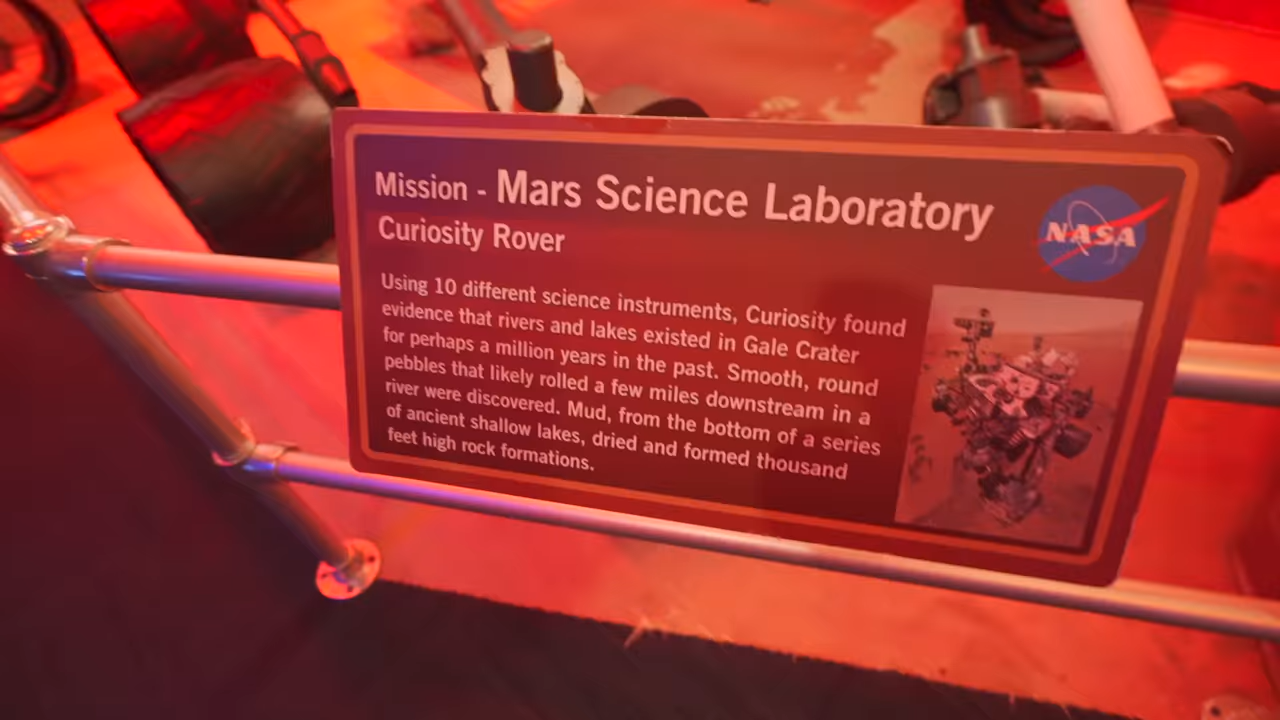 Mission - Mars Science Laboratory
Curiosity Rover
NASA
Using 10 different science instruments, Curiosity found
evidence that rivers and lakes existed in Gale Crater
for perhaps a million years in the past. Smooth, round
pebbles that likely rolled a few miles downstream in a
river were discovered. Mud, from the bottom of a series
of ancient shallow lakes, dried and formed thousand
feet high rock formations.